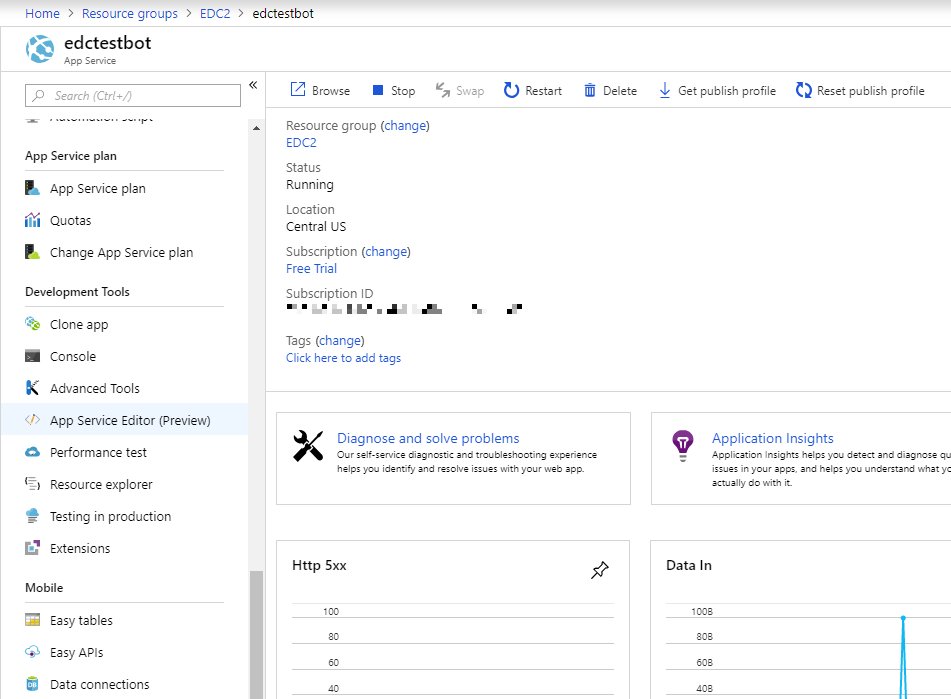 Home > Resource groups > EDC2 > edctestbot
edctestbot
App Service
Search (Ctrl+/)
«
Browse
Stop
Swap
Restart
Delete
Get publish profile
Reset publish profile
Automation script
App Service plan
App Service plan
Quotas
Change App Service plan
Development Tools
Clone app
Console
Advanced Tools
App Service Editor (Preview)
Performance test
Resource explorer
Testing in production
Extensions
Mobile
Easy tables
Easy APIs
Data connections
Resource group (change)
EDC2
Status
Running
Location
Central US
Subscription (change)
Free Trial
Subscription ID
Tags (change)
Click here to add tags
Diagnose and solve problems
Our self-service diagnostic and troubleshooting experience
helps you identify and resolve issues with your web app.
Application Insights
Application Insights helps you detect and diagnose qu
issues in your apps, and helps you understand what yo
actually do with it.
Http 5xx
100
80
60
40
Data In
100B
80B
60B
40B